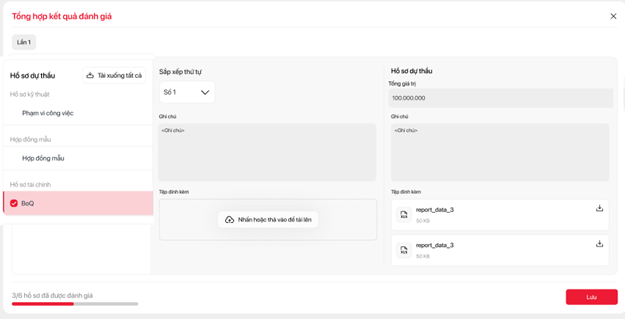 Tổng hợp kết quả đánh giá
Lần 1
Hồ sơ dự thầu
Tải xuống tất cả
Hồ sơ kỹ thuật
Phạm vi công việc
Hợp đồng mẫu
Hợp đồng mẫu
Hồ sơ tài chính
BoQ
Sắp xếp thứ tự
Số 1
Ghi chú
<Ghi chú>
Tệp đính kèm
Nhấn hoặc thả vào để tải lên
Hồ sơ dự thầu
Tổng giá trị
100.000.000
Ghi chú
<Ghi chú>
Tệp đính kèm
report_data_3
50 KB
report_data_3
50 KB
3/6 hồ sơ đã được đánh giá
Lưu